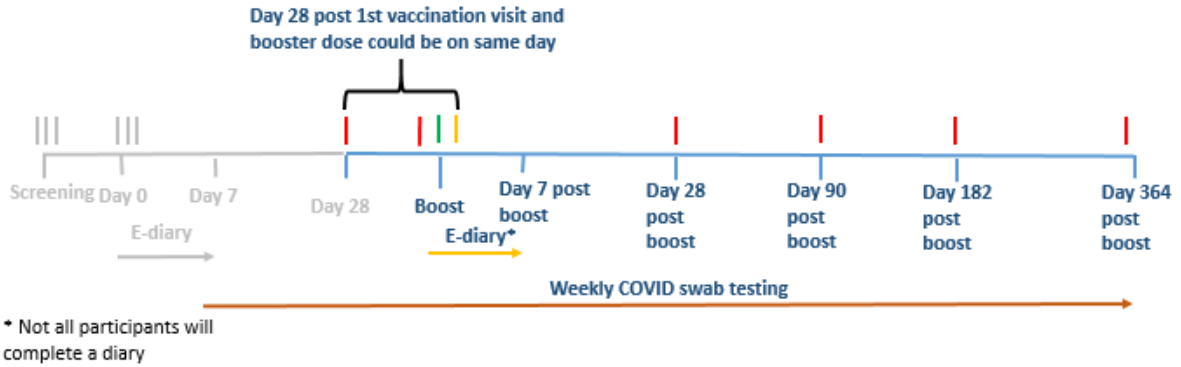 Day 28 post 1st vaccination visit and
booster dose could be on same day
Screening
Day 0
Day 7
Day 28
Boost
Day 7 post
boost
Day 28
post
boost
Day 90
post
boost
Day 182
post
boost
Day 364
post
boost
E-diary
E-diary*
Weekly COVID swab testing
* Not all participants will
complete a diary